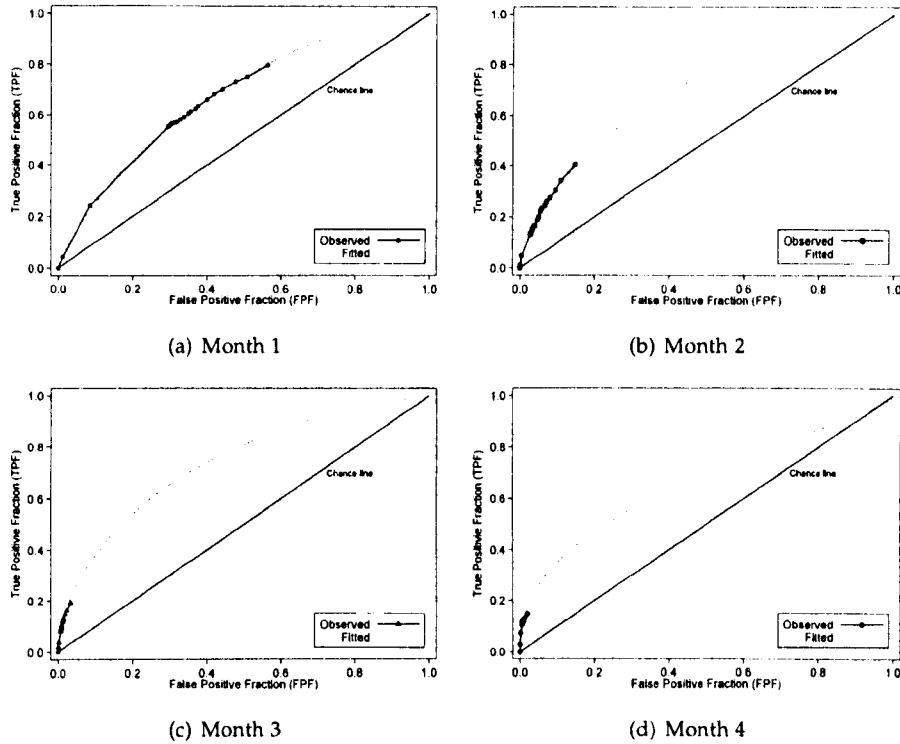 1.0
0.8
0.6
0.4
0.2
0.0
True Positivie Fraction (TPF)
Chance line
Observed
Fitted
0.0 0.2 0.4 0.6 0.8 1.0
False Positive Fraction (FPF)
(a) Month 1
1.0
0.8
0.6
0.4
0.2
0.0
True Positivie Fraction (TPF)
Chance line
Observed
Fitted
0.0 0.2 0.4 0.6 0.8 1.0
False Positive Fraction (FPF)
(b) Month 2
1.0
0.8
0.6
0.4
0.2
0.0
True Positivie Fraction (TPF)
Chance line
Observed
Fitted
0.0 0.2 0.4 0.6 0.8 1.0
False Positive Fraction (FPF)
(c) Month 3
1.0
0.8
0.6
0.4
0.2
0.0
True Positivie Fraction (TPF)
Chance line
Observed
Fitted
0.0 0.2 0.4 0.6 0.8 1.0
False Positive Fraction (FPF)
(d) Month 4